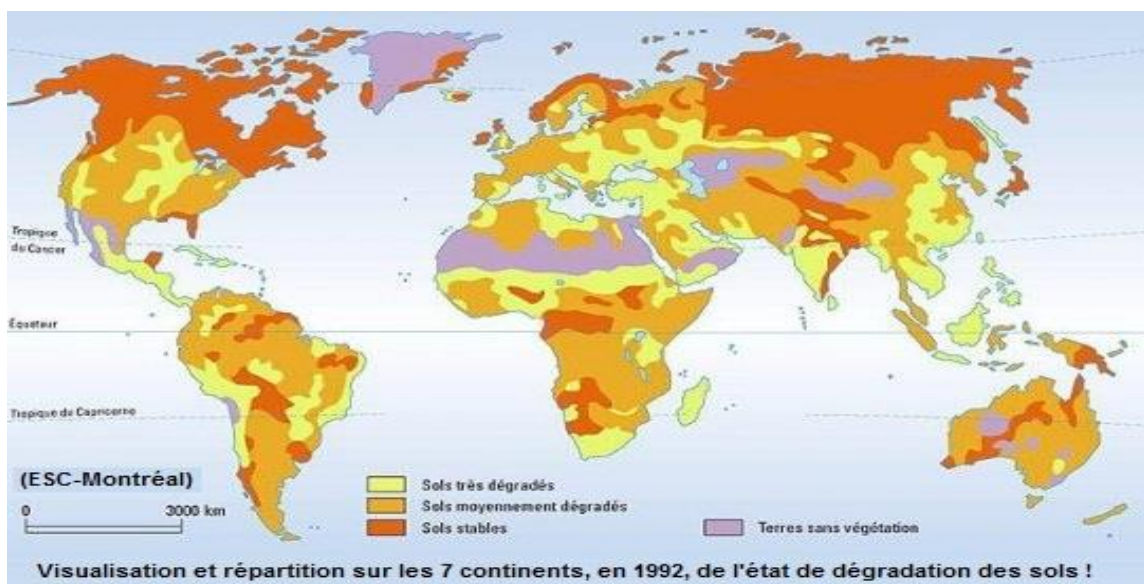 Tropique
du Cancer
Équateur
Tropique du Capricorne
(ESC-Montréal)
0 3000 km
Sols très dégradés
Sols moyennement dégradés
Sols stables
Terres sans végétation
Visualisation et répartition sur les 7 continents, en 1992, de l'état de dégradation des sols !